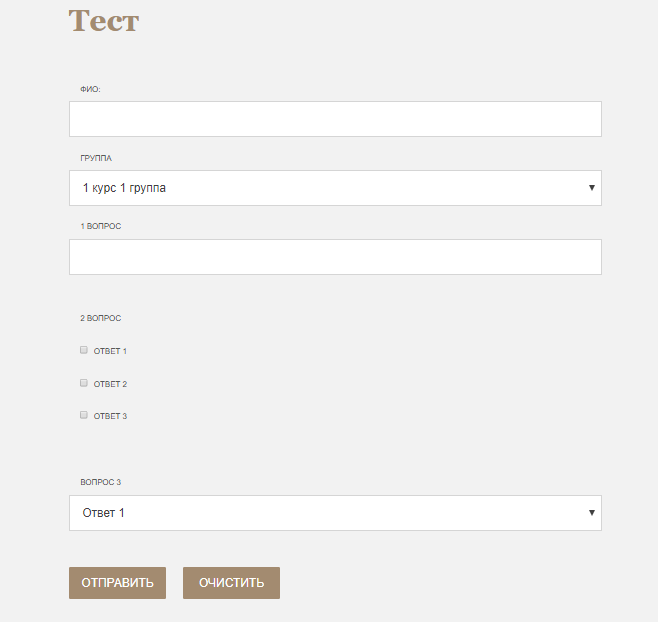 Тест
ФИО:
ГРУППА
1 курс 1 группа
1 ВОПРОС
2 ВОПРОС
ОТВЕТ 1
ОТВЕТ 2
ОТВЕТ 3
ВОПРОС 3
Ответ 1
ОТПРАВИТЬ ОЧИСТИТЬ